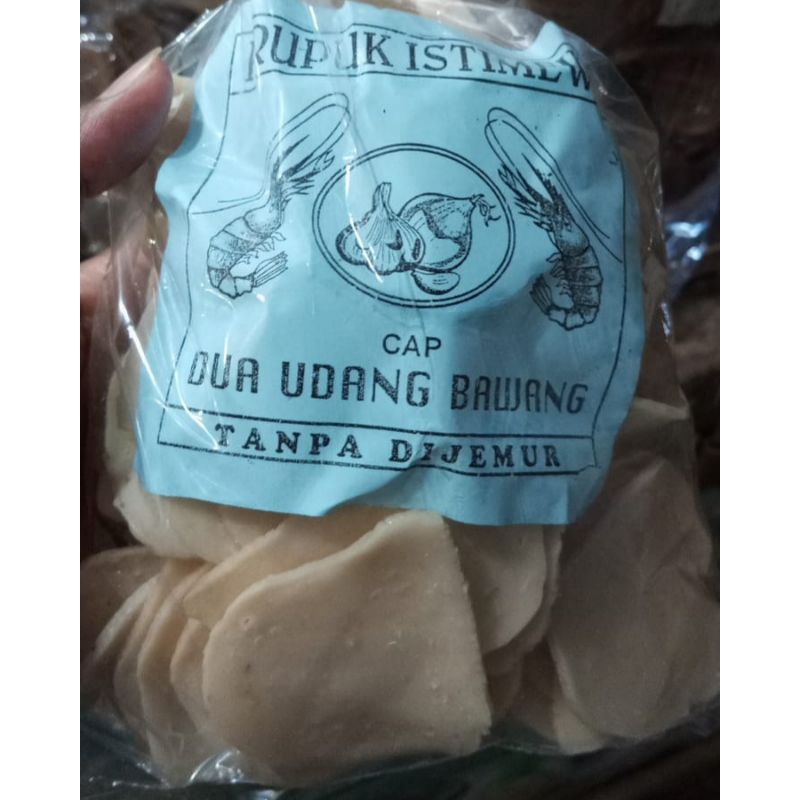 RUPUK ISTIMEW
CAP
DUA UDANG BAWANG
TANPA DIJEMUR